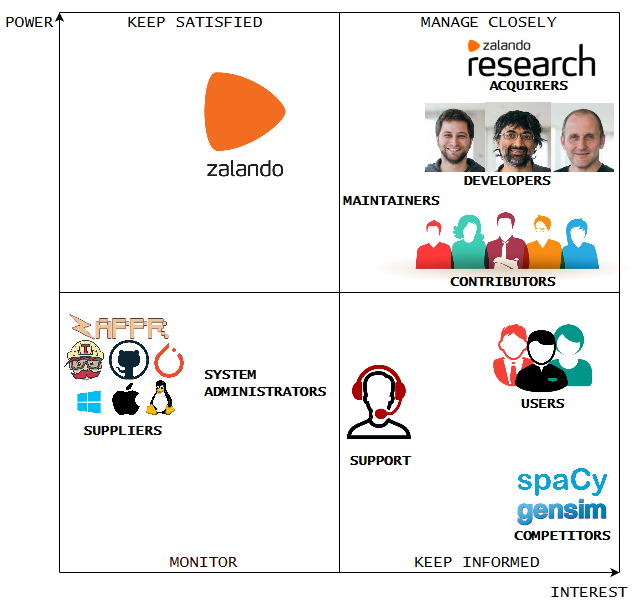 POWER
KEEP SATISFIED
MANAGE CLOSELY
zalando
research
ACQUIRERS
zalando
DEVELOPERS
MAINTAINERS
CONTRIBUTORS
ZAPPR
SYSTEM
ADMINISTRATORS
SUPPLIERS
SUPPORT
USERS
spaCy
gensim
COMPETITORS
MONITOR
KEEP INFORMED
INTEREST